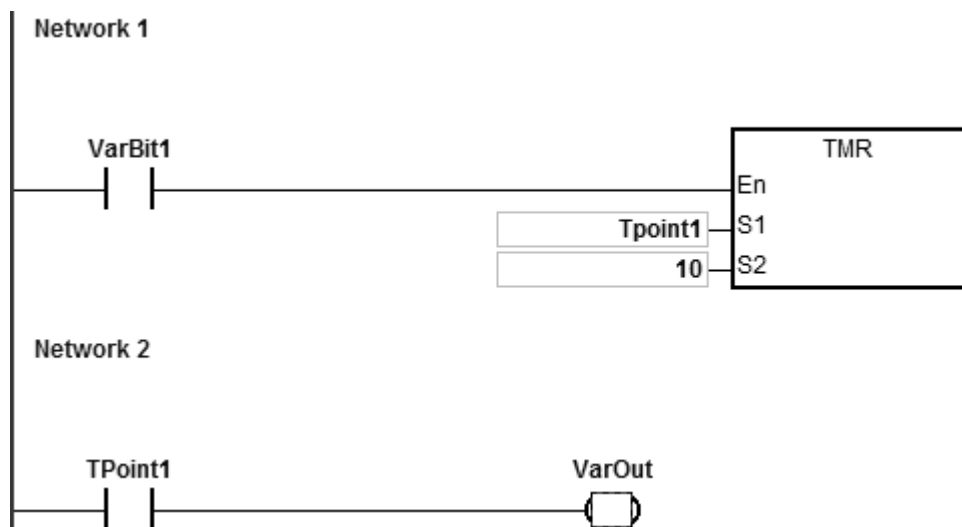 Network 1
VarBit1
TMR
En
Tpoint1 S1
10 S2
Network 2
TPoint1 VarOut